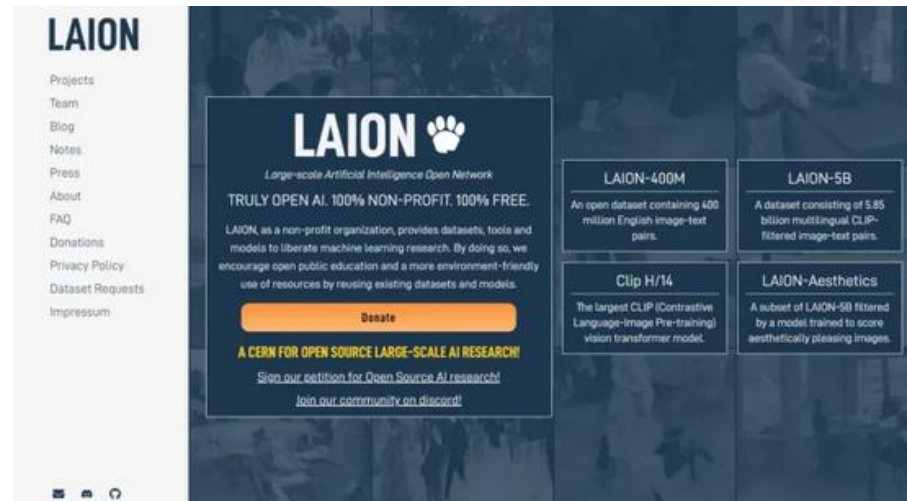 LAION
Projects
Team
Blog
Notes
Press
About
FAQ
Donations
Privacy Policy
Dataset Requests
Impressum
LAION
Large-scale Artificial Intelligence Open Network
TRULY OPEN AI. 100% NON-PROFIT. 100% FREE.
LAION, as a non-profit organization, provides datasets, tools and
models to liberate machine learning research. By doing so, we
encourage open public education and a more environment-friendly
use of resources by reusing existing datasets and models.
Donate
A CERN FOR OPEN SOURCE LARGE-SCALE AI RESEARCH!
Sign our petition for Open Source AI research!
Join our community on discord!
LAION-400M
An open dataset containing 400
million English image-text
pairs.
LAION-5B
A dataset consisting of 5.85
billion multilingual CLIP-
filtered image-text pairs.
Clip H/14
The largest CLIP (Contrastive
Language-Image Pre-training)
vision transformer model.
LAION-Aesthetics
A subset of LAION-5B filtered
by a model trained to score
aesthetically pleasing images.